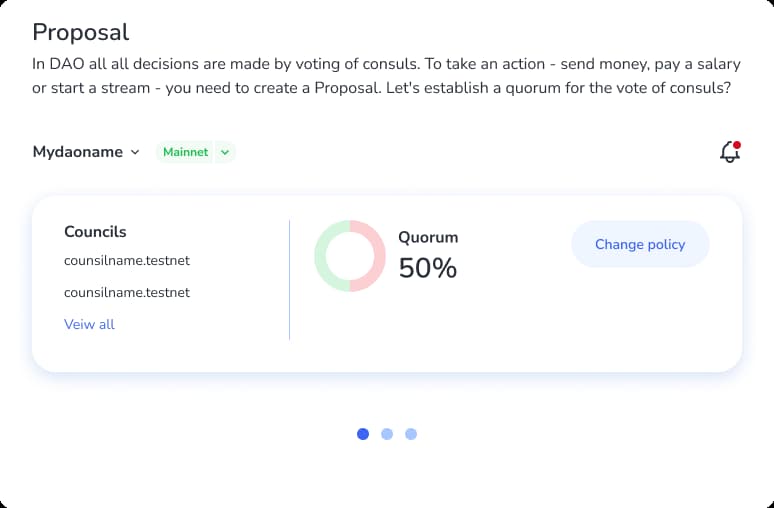 Proposal
In DAO all all decisions are made by voting of consuls. To take an action - send money, pay a salary
or start a stream - you need to create a Proposal. Let's establish a quorum for the vote of consuls?
Mydaoname
Mainnet
Councils
counsilname.testnet
counsilname.testnet
Veiw all
Quorum
50%
Change policy